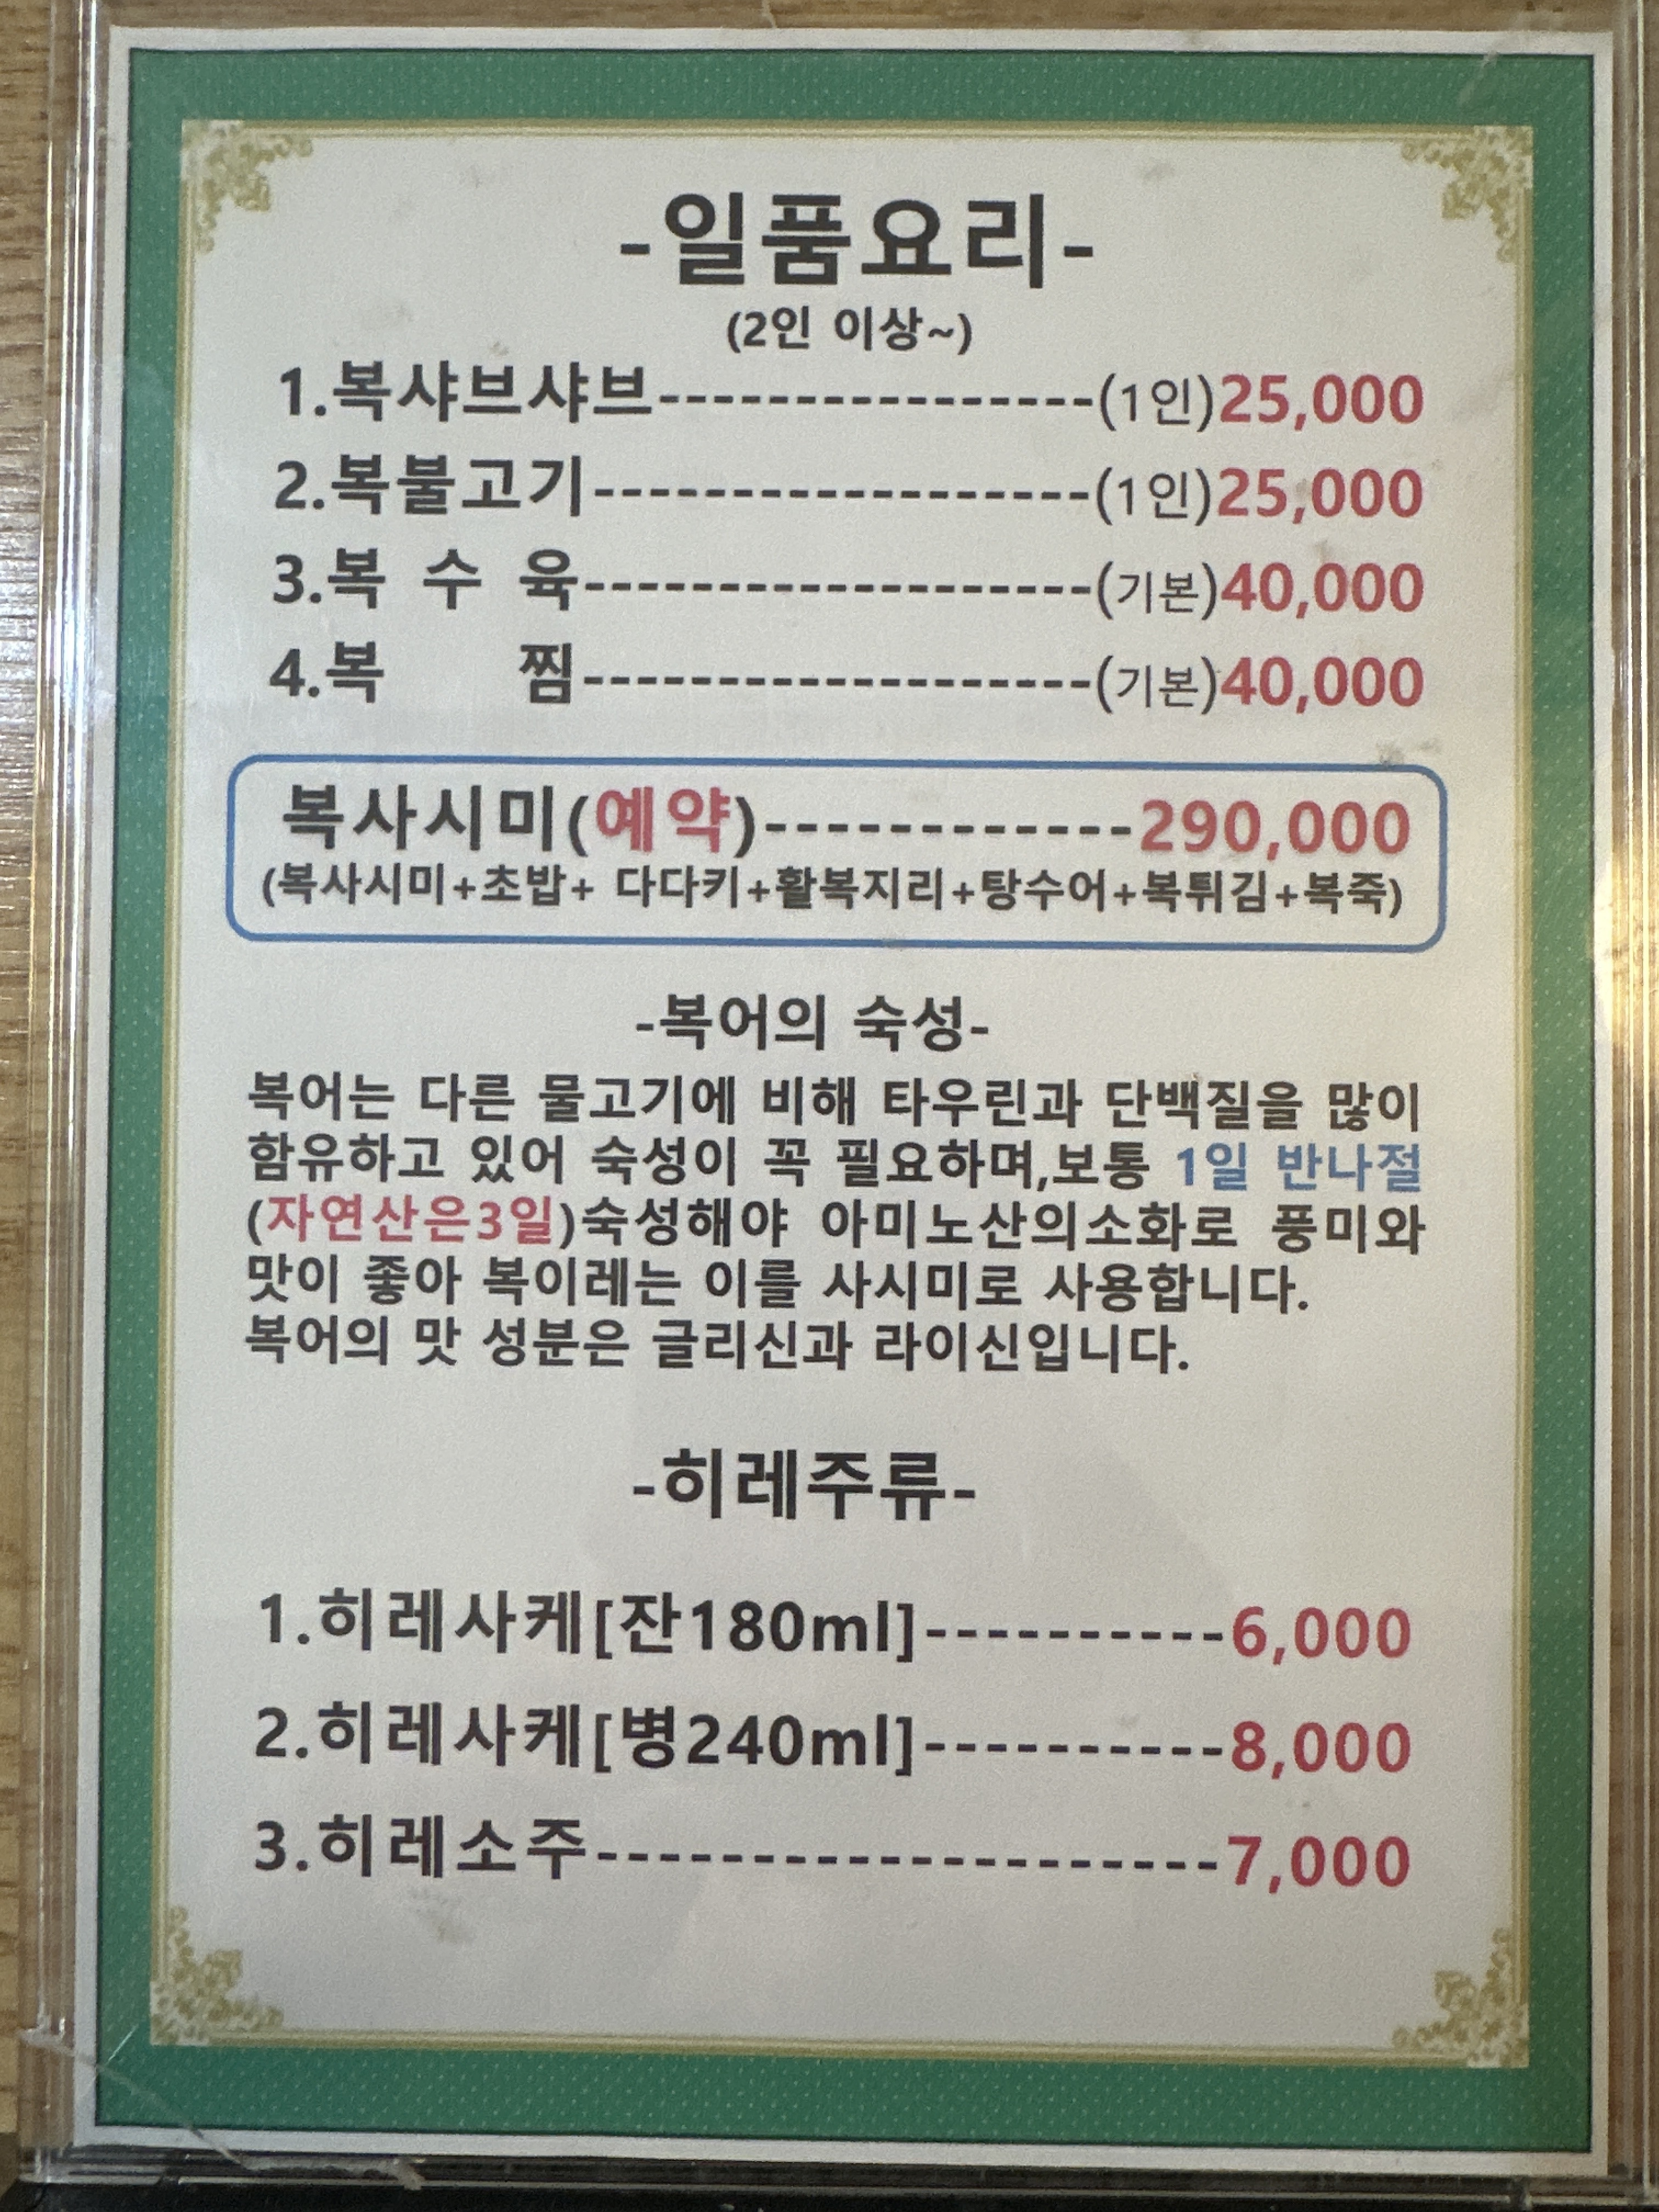 -일품요리-
(2인 이상~)
1.복샤브샤브----------------(1인)25,000
2.복불고기------------------(1인)25,000
3.복 수 육-------------------(기본)40,000
4.복 찜-------------------(기본)40,000
복사시미(예약)-------------290,000
(복사시미+초밥+ 다다키+활복지리+탕수어+복튀김+복죽)
-복어의 숙성-
복어는 다른 물고기에 비해 타우린과 단백질을 많이
함유하고 있어 숙성이 꼭 필요하며,보통 1일 반나절
(자연산은3일)숙성해야 아미노산의소화로 풍미와
맛이 좋아 복이레는 이를 사시미로 사용합니다.
복어의 맛 성분은 글리신과 라이신입니다.
-히레주류-
1.히레사케[잔180ml]----------6,000
2.히레사케[병240ml]----------8,000
3.히레소주---------------------7,000